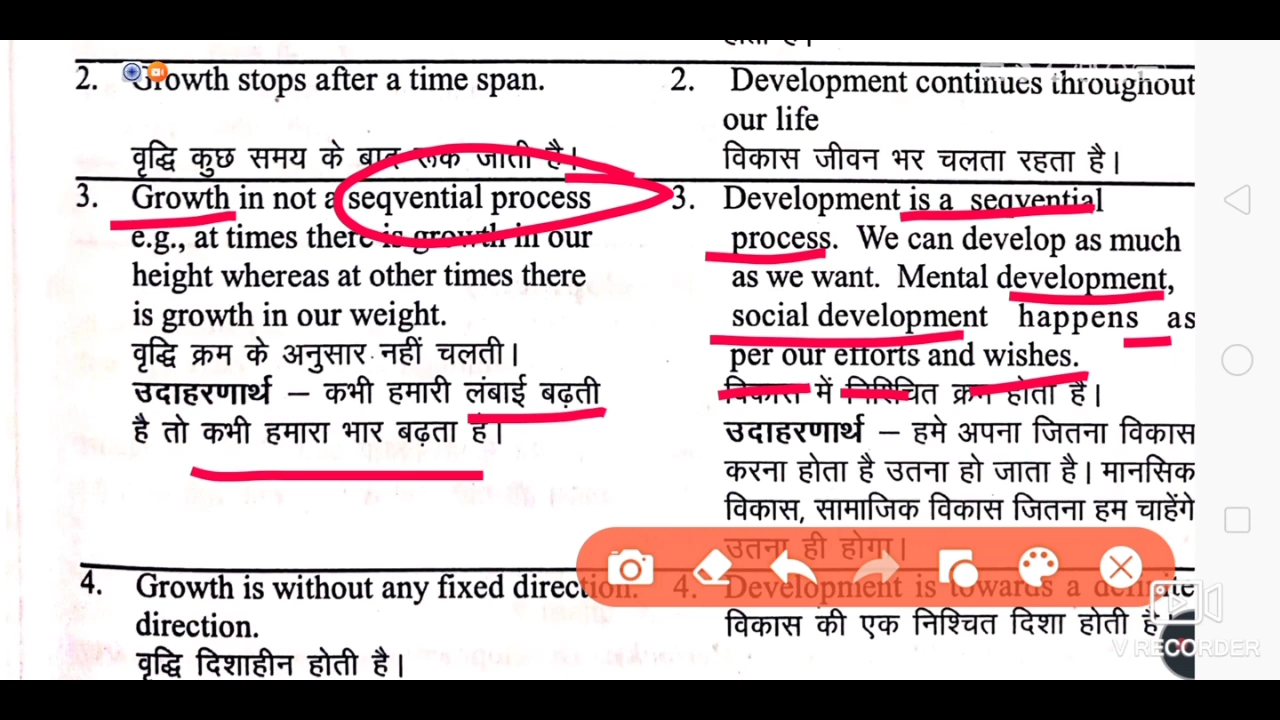 2. Growth stops after a time span.
वृद्धि कुछ समय के बाद रूक जाती है।
3. Growth in not a seqvential process
e.g., at times there is growth in our
height whereas at other times there
is growth in our weight.
वृद्धि क्रम के अनुसार नहीं चलती।
उदाहरणार्थ – कभी हमारी लंबाई बढ़ती
है तो कभी हमारा भार बढ़ता है।
4. Growth is without any fixed direction.
direction.
वृद्धि दिशाहीन होती है।
होता है।
2. Development continues throughout
our life
विकास जीवन भर चलता रहता है।
3. Development is a seqvential
process. We can develop as much
as we want. Mental development,
social development happens as
per our efforts and wishes.
विकास में निश्चित क्रम होता है।
उदाहरणार्थ – हमे अपना जितना विकास
करना होता है उतना हो जाता है। मानसिक
विकास, सामाजिक विकास जितना हम चाहेंगे
उतना ही होगा।
4. Development is towards a definite
विकास की एक निश्चित दिशा होती है।
V RECORDER